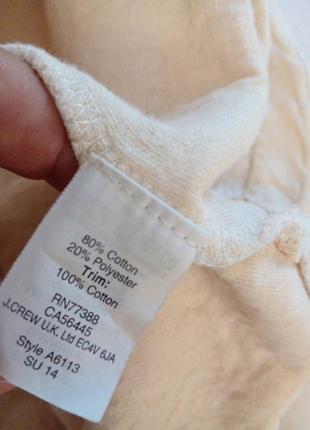 80% Cotton
20% Polyester
Trim:
100% Cotton
RN77388
CA56445
J.CREW U.K. Ltd EC4V 6JA
Style A6113
SU 14